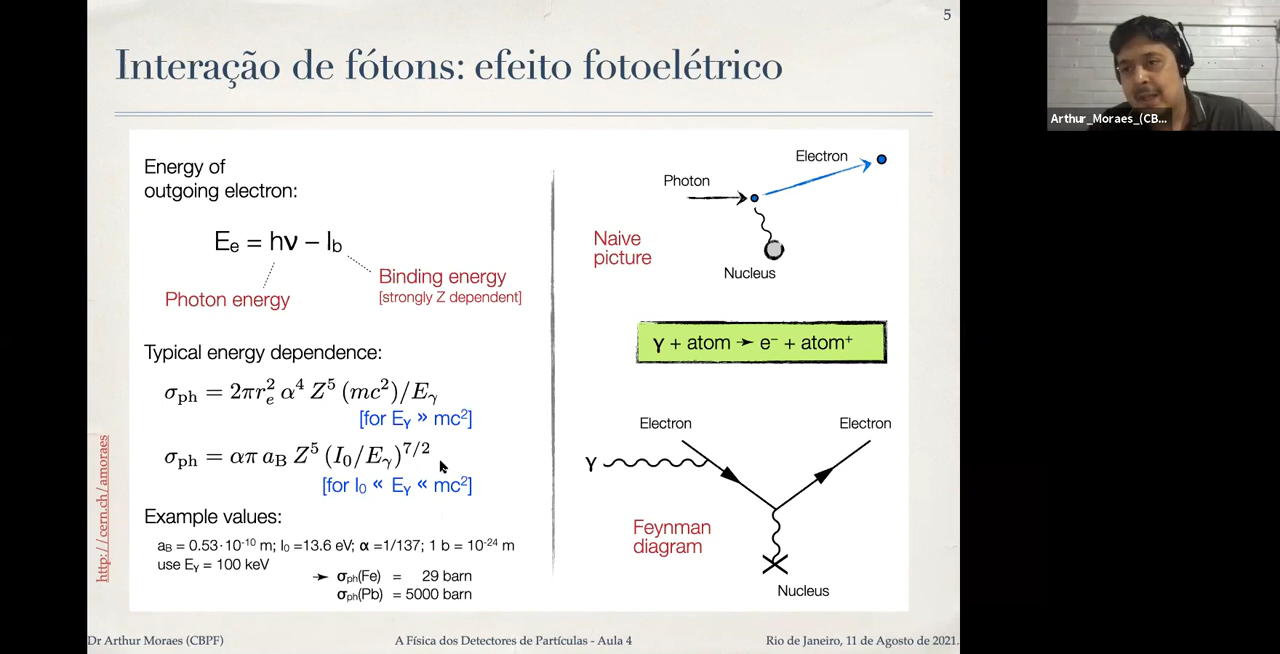 5
Interação de fótons: efeito fotoelétrico
Energy of
outgoing electron:
Eₑ = hν − I_b
Photon energy
Binding energy
[strongly Z dependent]
Typical energy dependence:
σ_ph = 2πrₑ² α⁴ Z⁵ (mc²)/E_γ
[for E_γ » mc²]
σ_ph = απ a_B Z⁵ (I₀/E_γ)^7/2
[for I₀ « E_γ « mc²]
Example values:
a_B = 0.53·10⁻¹⁰ m; I₀ =13.6 eV; α =1/137; 1 b = 10⁻²⁴ m
use E_γ = 100 keV
→ σ_ph(Fe) = 29 barn
σ_ph(Pb) = 5000 barn
Electron
Photon
Naive
picture
Nucleus
γ + atom → e⁻ + atom⁺
Electron
Electron
γ
Feynman
diagram
Nucleus
http://cern.ch/amoraes
Dr Arthur Moraes (CBPF)
A Física dos Detectores de Partículas - Aula 4
Rio de Janeiro, 11 de Agosto de 2021.
Arthur_Moraes_(CB...